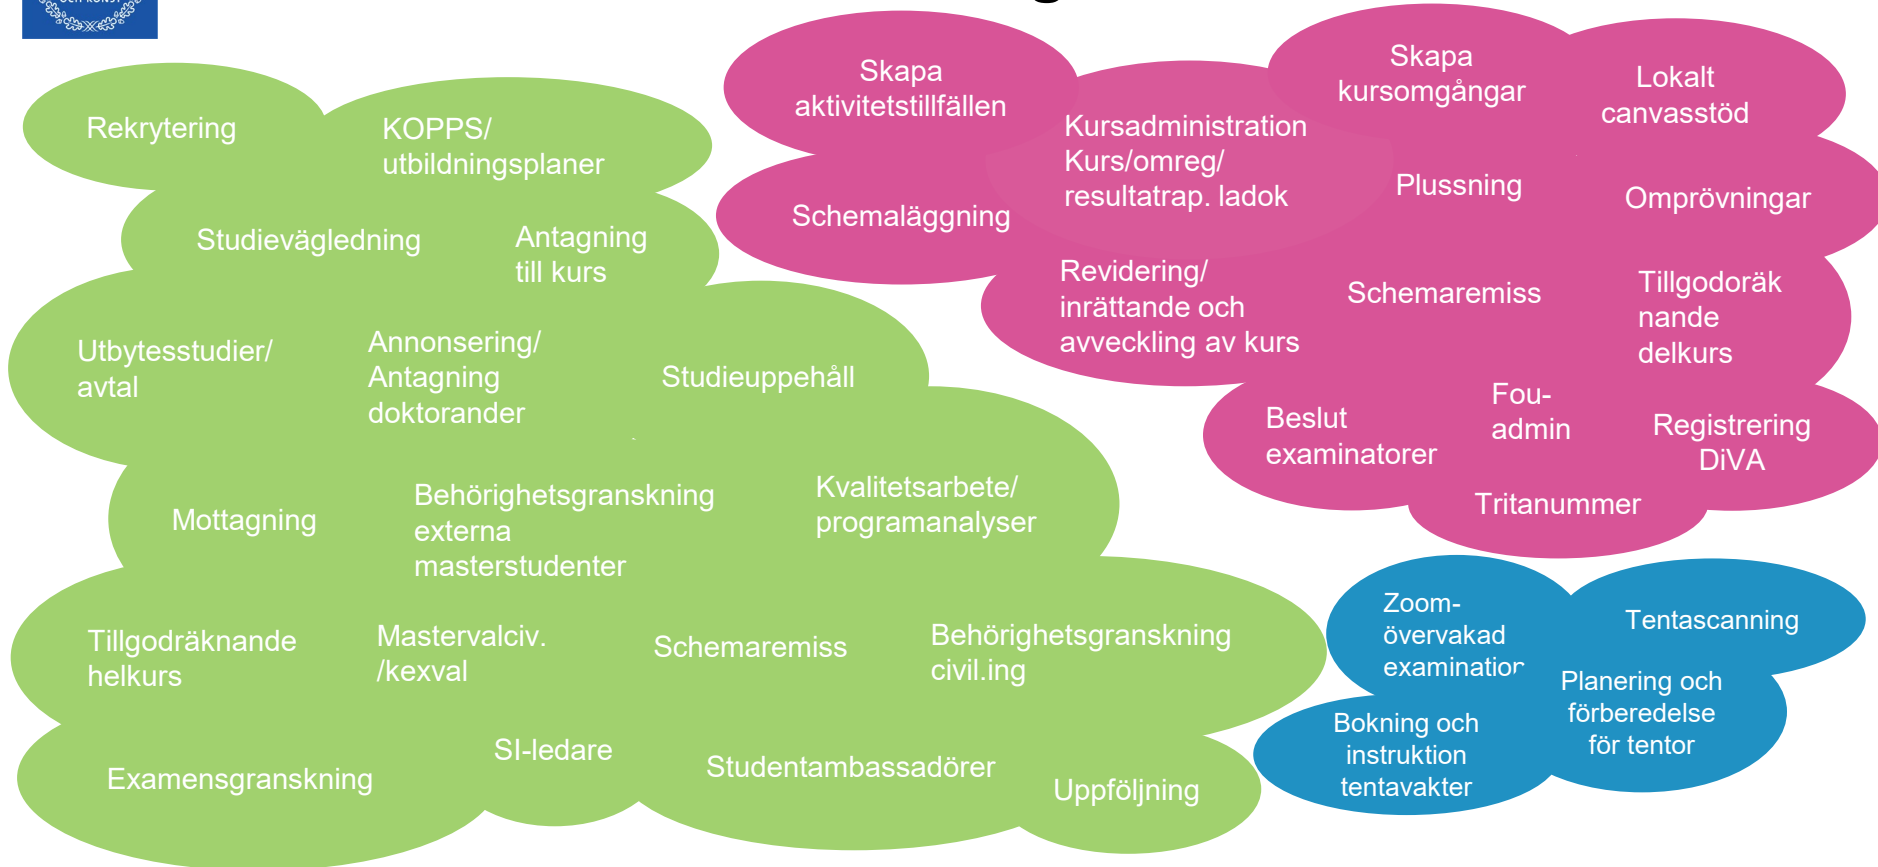 OCH KONST
Rekrytering
KOPPS/
utbildningsplaner
Studievägledning
Antagning
till kurs
Utbytesstudier/
avtal
Annonsering/
Antagning
doktorander
Studieuppehåll
Mottagning
Behörighetsgranskning
externa
masterstudenter
Kvalitetsarbete/
programanalyser
Tillgodräknande
helkurs
Mastervalciv.
/kexval
Schemaremiss
Behörighetsgranskning
civil.ing
Examensgranskning
SI-ledare
Studentambassadörer
Uppföljning
Skapa
aktivitetstillfällen
Kursadministration
Kurs/omreg/
resultatrap. ladok
Skapa
kursomgångar
Lokalt
canvasstöd
Schemaläggning
Plussning
Omprövningar
Revidering/
inrättande och
avveckling av kurs
Schemaremiss
Tillgodoräk
nande
delkurs
Beslut
examinatorer
Fou-
admin
Registrering
DiVA
Tritanummer
Zoom-
övervakad
examination
Tentascanning
Planering och
förberedelse
för tentor
Bokning och
instruktion
tentavakter